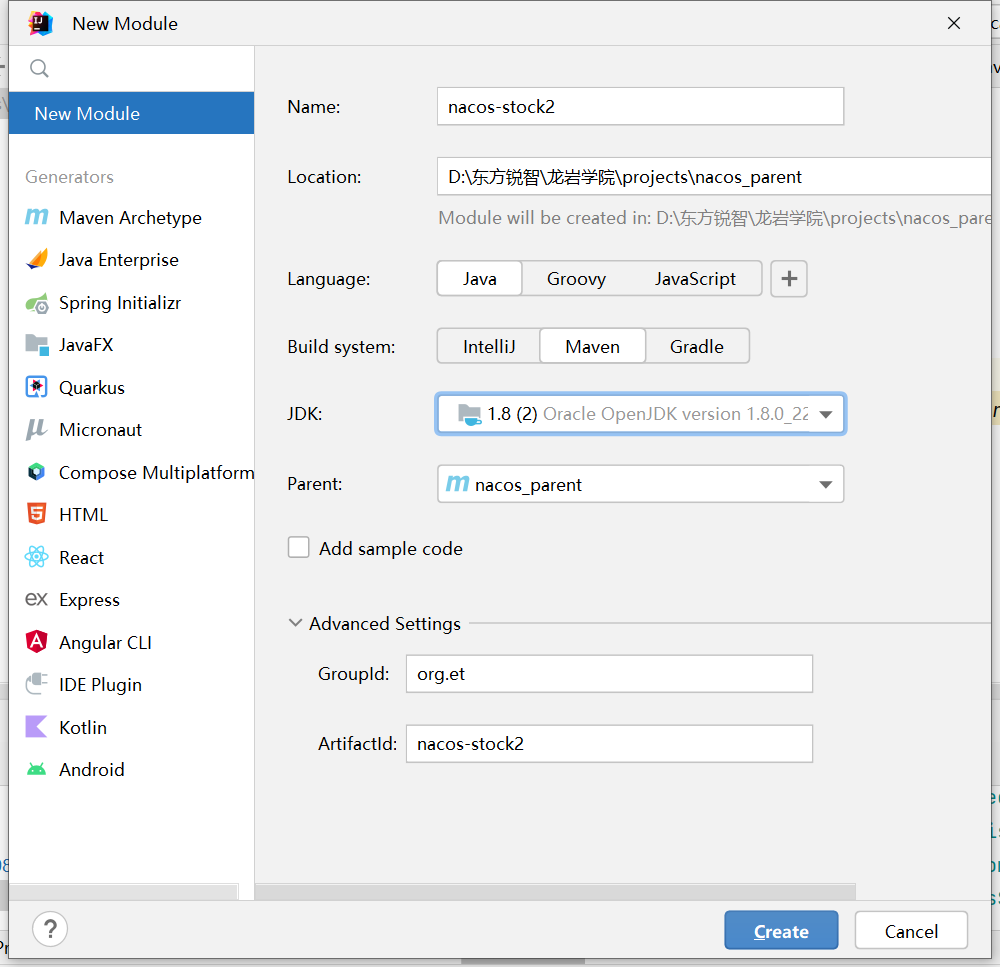 New Module
New Module
Generators
Maven Archetype
Java Enterprise
Spring Initializr
JavaFX
Quarkus
Micronaut
Compose Multiplatform
HTML
React
Express
Angular CLI
IDE Plugin
Kotlin
Android
Name:
nacos-stock2
Location:
D:\东方锐智\龙岩学院\projects\nacos_parent
Module will be created in: D:\东方锐智\龙岩学院\projects\nacos_pare
Language:
Java Groovy JavaScript +
Build system:
IntelliJ Maven Gradle
JDK:
1.8 (2) Oracle OpenJDK version 1.8.0_22
Parent:
nacos_parent
Add sample code
Advanced Settings
GroupId:
org.et
ArtifactId:
nacos-stock2
? Create Cancel